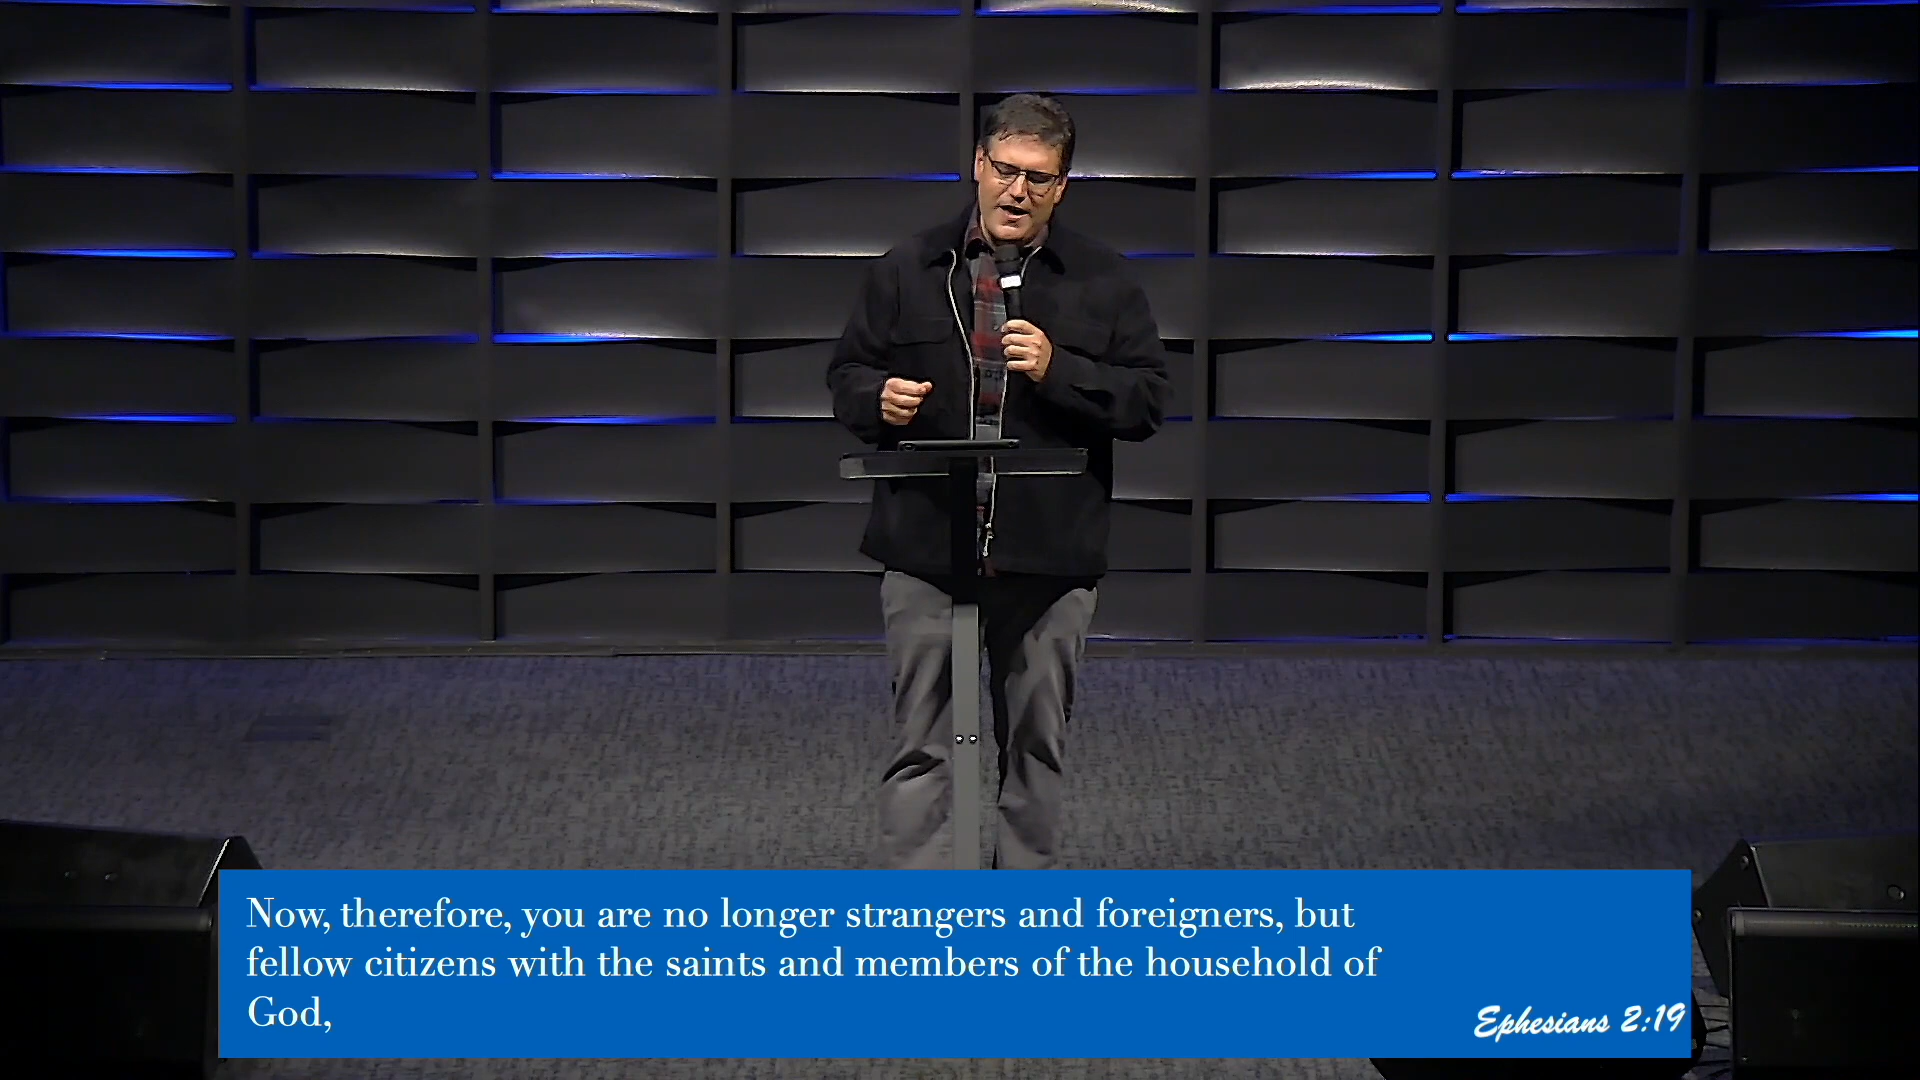 Now, therefore, you are no longer strangers and foreigners, but
fellow citizens with the saints and members of the household of
God,
Ephesians 2:19